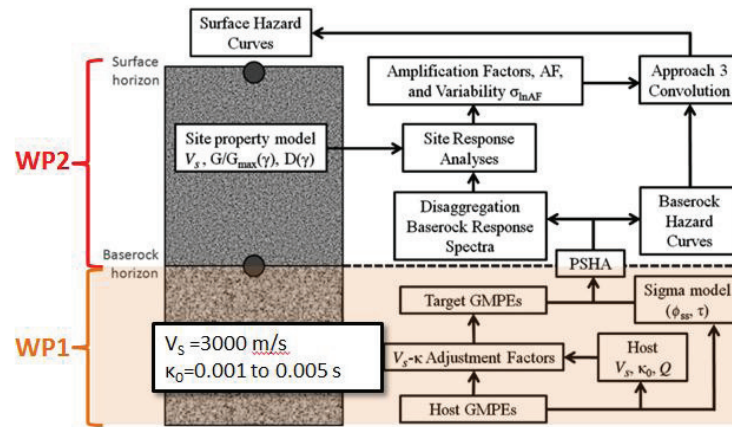 Surface Hazard
Curves
Surface
horizon
Amplification Factors, AF,
and Variability σlnAF
Approach 3
Convolution
WP2
Site property model
Vs , G/Gmax(γ), D(γ)
Site Response
Analyses
Disaggregation
Baserock Response
Spectra
Baserock
Hazard
Curves
Baserock
horizon
PSHA
Target GMPEs
Sigma model
(ϕss, τ)
WP1
VS =3000 m/s
κ0=0.001 to 0.005 s
Vs-κ Adjustment Factors
Host
Vs, κ0, Q
Host GMPEs